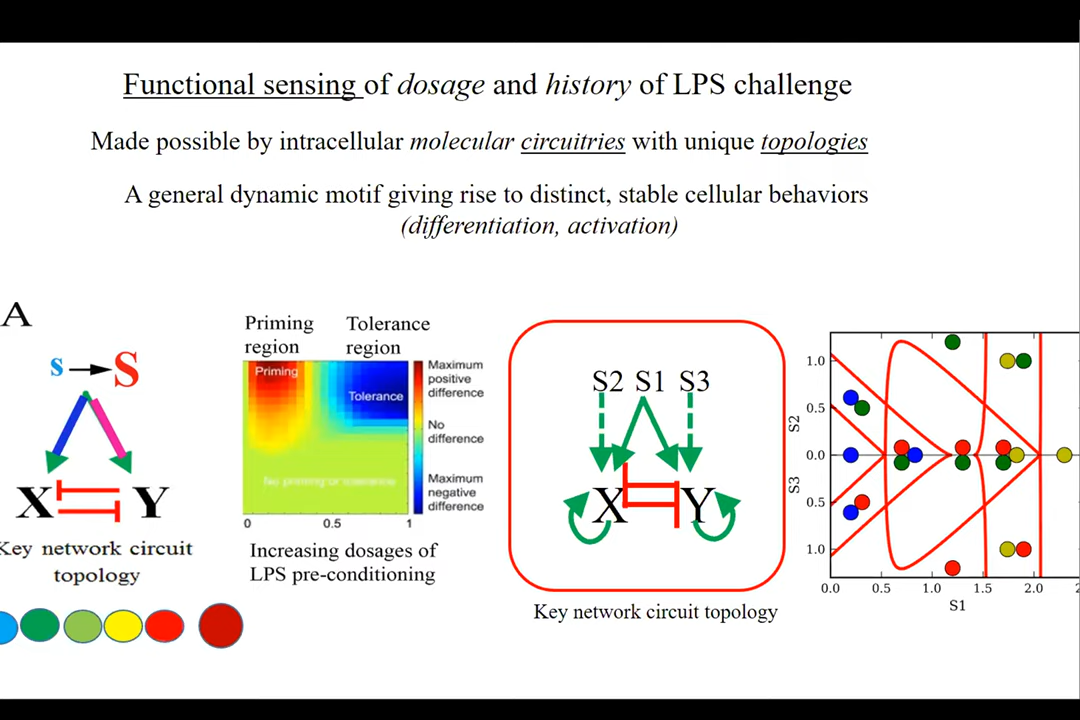 Functional sensing of dosage and history of LPS challenge
Made possible by intracellular molecular circuitries with unique topologies
A general dynamic motif giving rise to distinct, stable cellular behaviors
(differentiation, activation)
A
s S
X Y
Key network circuit
topology
Priming
region
Tolerance
region
Priming
Tolerance
No priming or tolerance
0 0.5 1
Maximum
positive
difference
No
difference
Maximum
negative
difference
Increasing dosages of
LPS pre-conditioning
S2 S1 S3
X Y
Key network circuit topology
1.0
0.5
0.0
0.5
1.0
S2
S3
0.0 0.5 1.0 1.5 2.0
S1